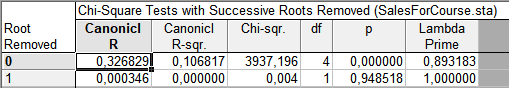 Chi-Square Tests with Successive Roots Removed (SalesForCourse.sta)
Root Removed Canonicl R Canonicl R-sqr. Chi-sqr. df p Lambda Prime
0 0,326829 0,106817 3937,196 4 0,000000 0,893183
1 0,000346 0,000000 0,004 1 0,948518 1,000000